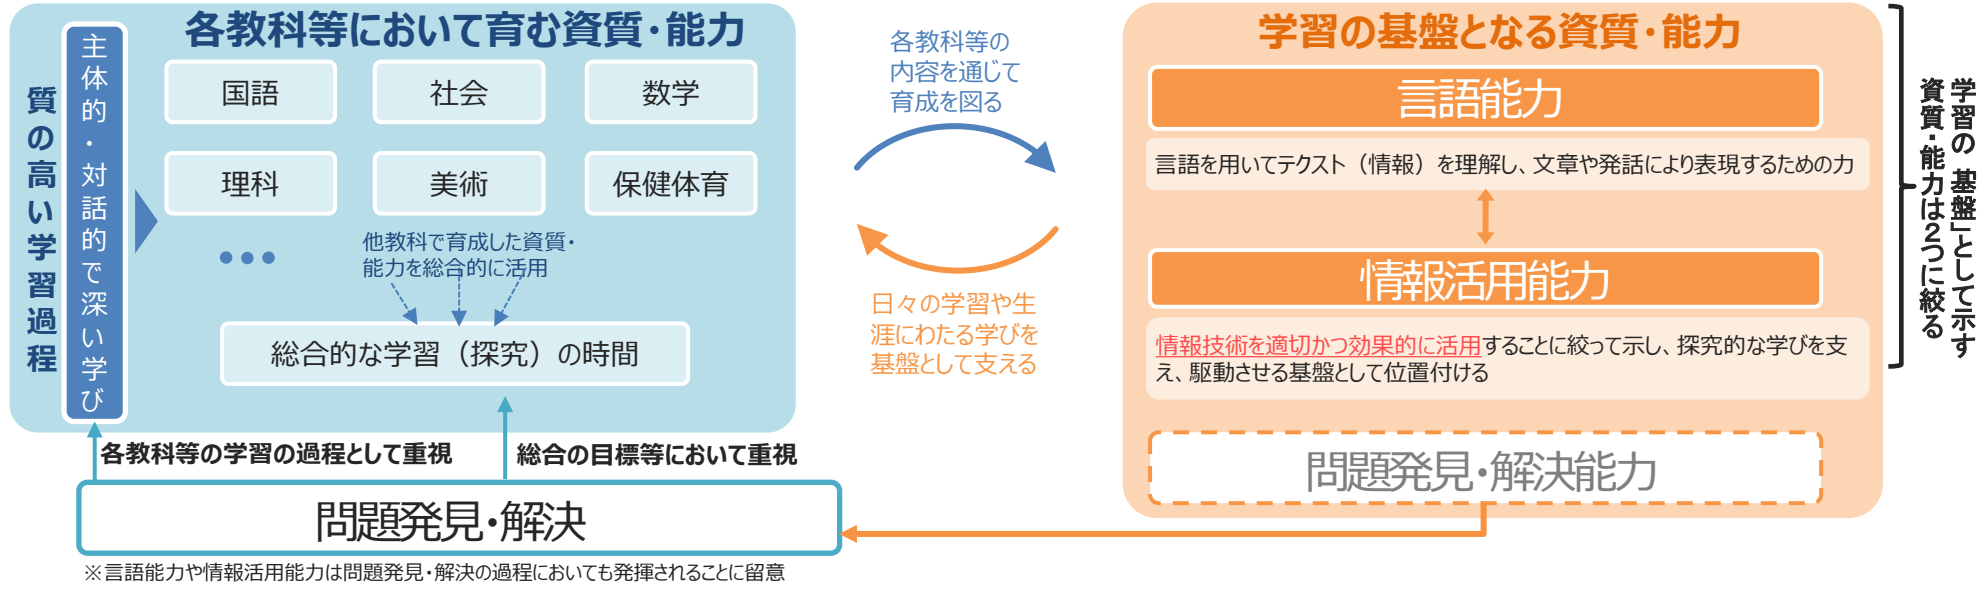 各教科等において育む資質・能力
質の高い学習過程
主体的・対話的で深い学び
国語
社会
数学
理科
美術
保健体育
他教科で育成した資質・
能力を総合的に活用
総合的な学習（探究）の時間
各教科等の学習の過程として重視
総合の目標等において重視
問題発見・解決
※言語能力や情報活用能力は問題発見・解決の過程においても発揮されることに留意
各教科等の
内容を通じて
育成を図る
日々の学習や生
涯にわたる学びを
基盤として支える
学習の基盤となる資質・能力
言語能力
言語を用いてテクスト（情報）を理解し、文章や発話により表現するための力
情報活用能力
情報技術を適切かつ効果的に活用することに絞って示し、探究的な学びを支
え、駆動させる基盤として位置付ける
問題発見・解決能力
学習の「基盤」として示す
資質・能力は２つに絞る